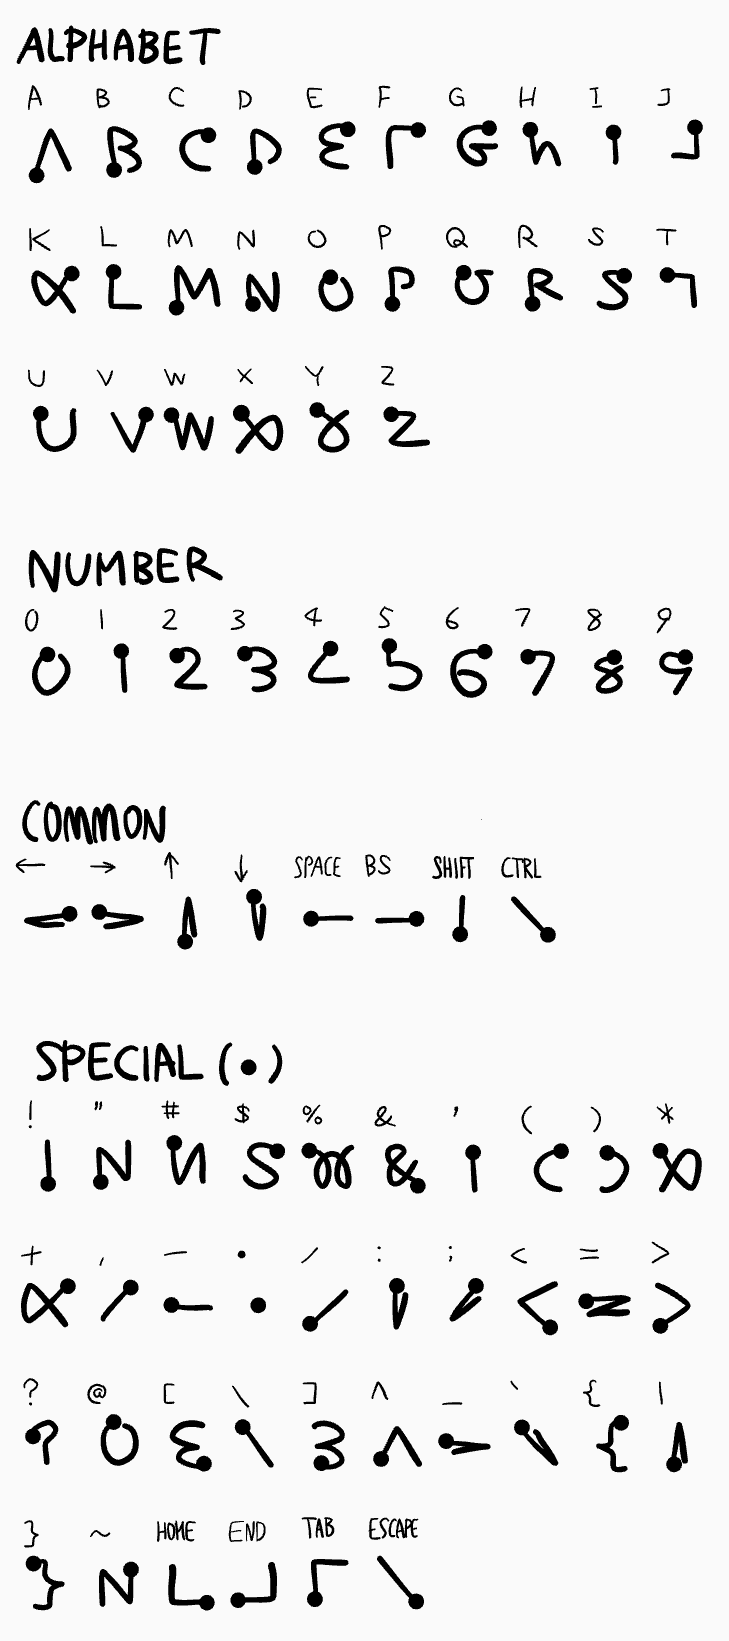 ALPHABET
A B C D E F G H I J
K L M N O P Q R S T
U V W X Y Z
NUMBER
0 1 2 3 4 5 6 7 8 9
COMMON
← → ↑ ↓ SPACE BS SHIFT CTRL
SPECIAL (•)
! " # $ % & ' ( ) *
+ , - • / : ; < = >
? @ [ \ ] ^ _ ` { |
} ~ HOME END TAB ESCAPE